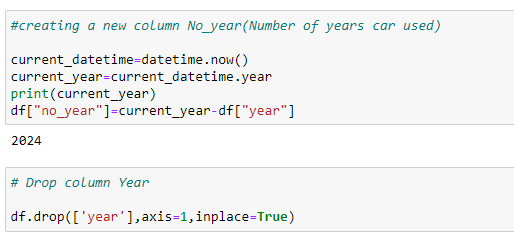 #creating a new column No_year(Number of years car used)
current_datetime=datetime.now()
current_year=current_datetime.year
print(current_year)
df["no_year"]=current_year-df["year"]
2024
# Drop column Year
df.drop(['year'],axis=1,inplace=True)